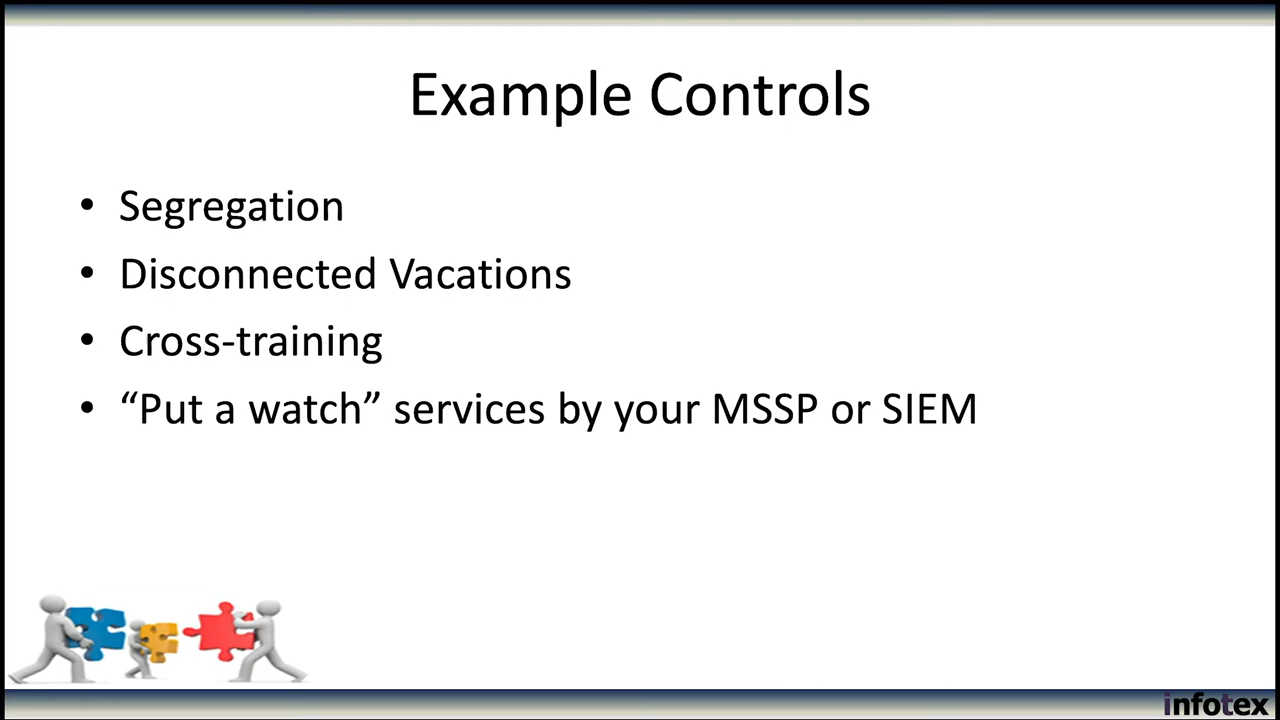 Example Controls
• Segregation
• Disconnected Vacations
• Cross-training
• “Put a watch” services by your MSSP or SIEM
infotex